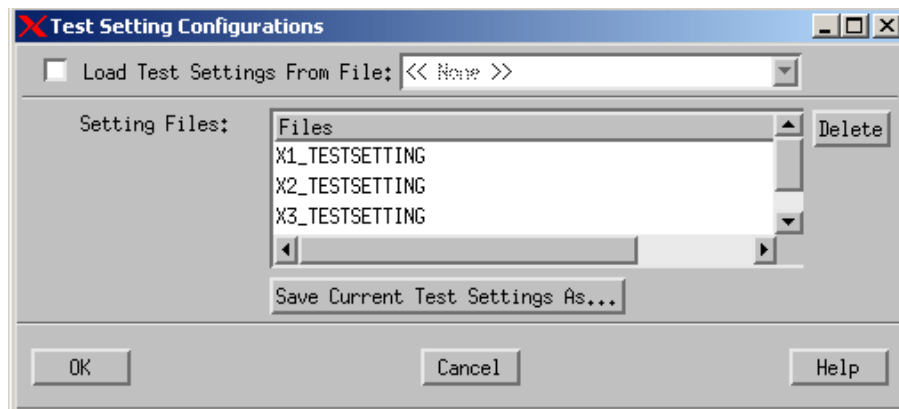 Test Setting Configurations
Load Test Settings From File: << None >>
Setting Files:
Files
Delete
X1_TESTSETTING
X2_TESTSETTING
X3_TESTSETTING
Save Current Test Settings As...
OK Cancel Help